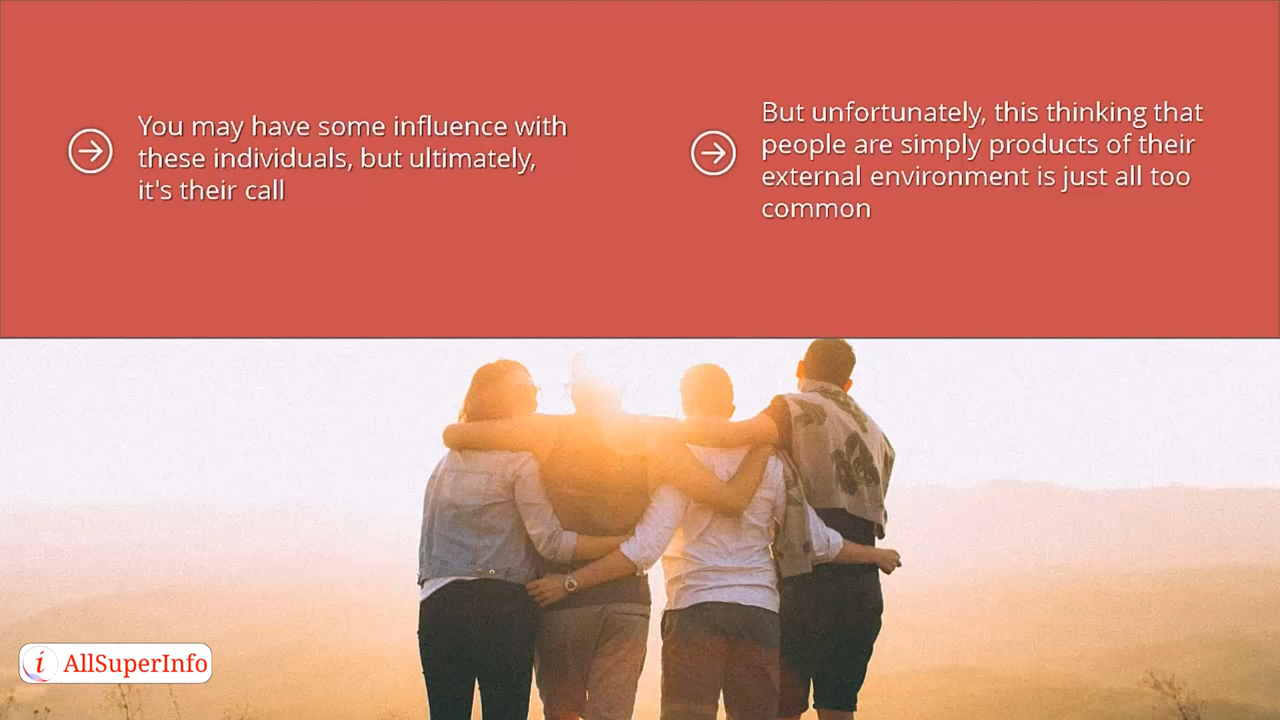 You may have some influence with
these individuals, but ultimately,
it's their call
But unfortunately, this thinking that
people are simply products of their
external environment is just all too
common
i AllSuperInfo